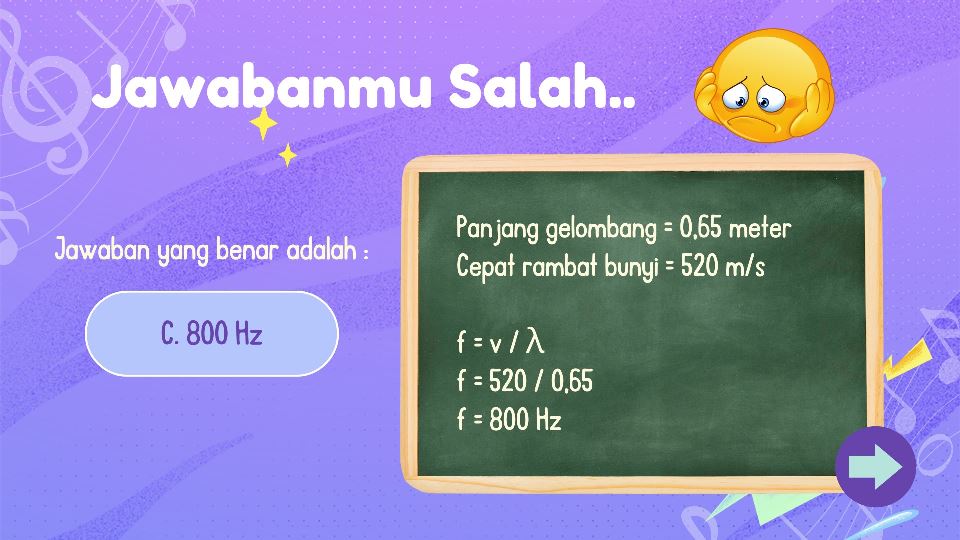 Jawabanmu Salah..
Jawaban yang benar adalah :
C. 800 Hz
Panjang gelombang = 0,65 meter
Cepat rambat bunyi = 520 m/s
f = v / λ
f = 520 / 0,65
f = 800 Hz